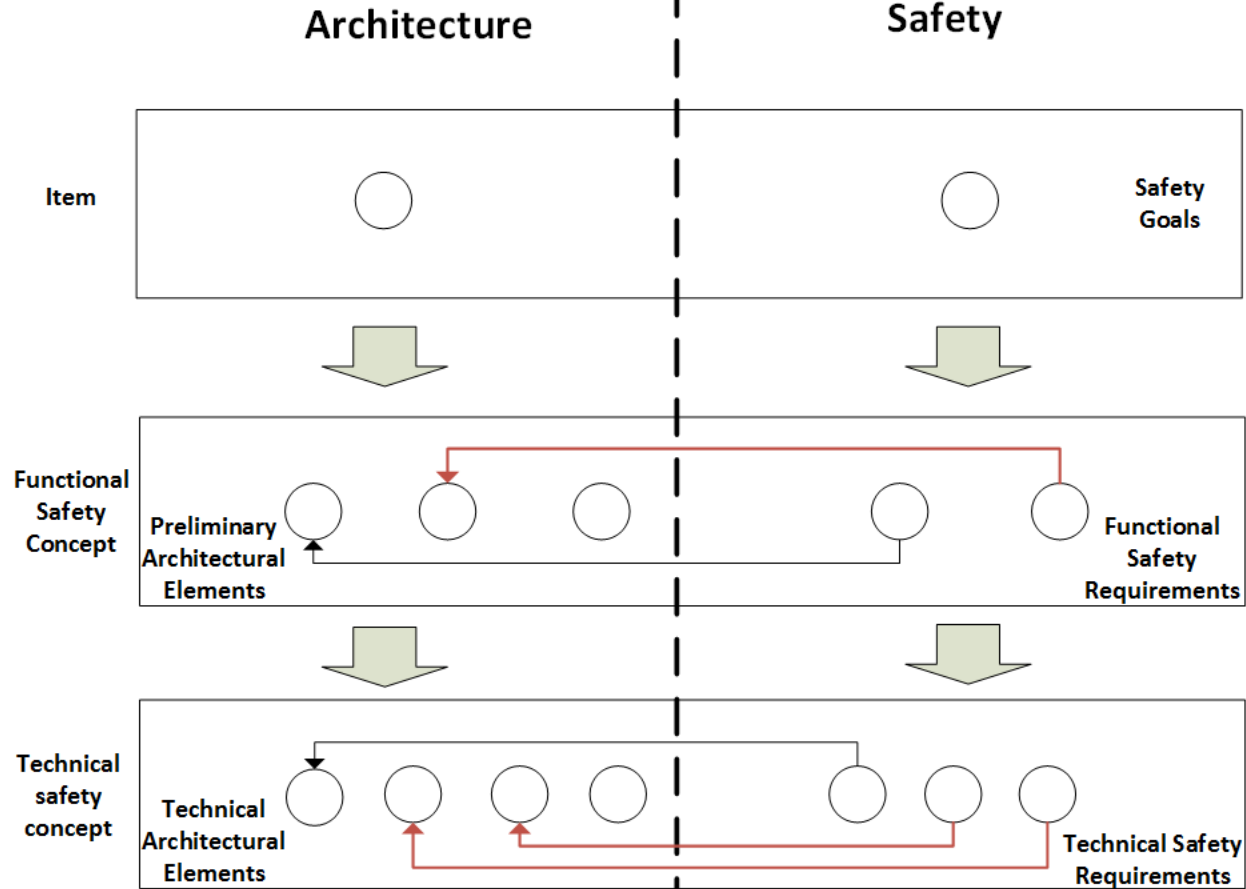 Architecture
Safety
Item
Safety
Goals
Functional
Safety
Concept
Preliminary
Architectural
Elements
Functional
Safety
Requirements
Technical
safety
concept
Technical
Architectural
Elements
Technical Safety
Requirements